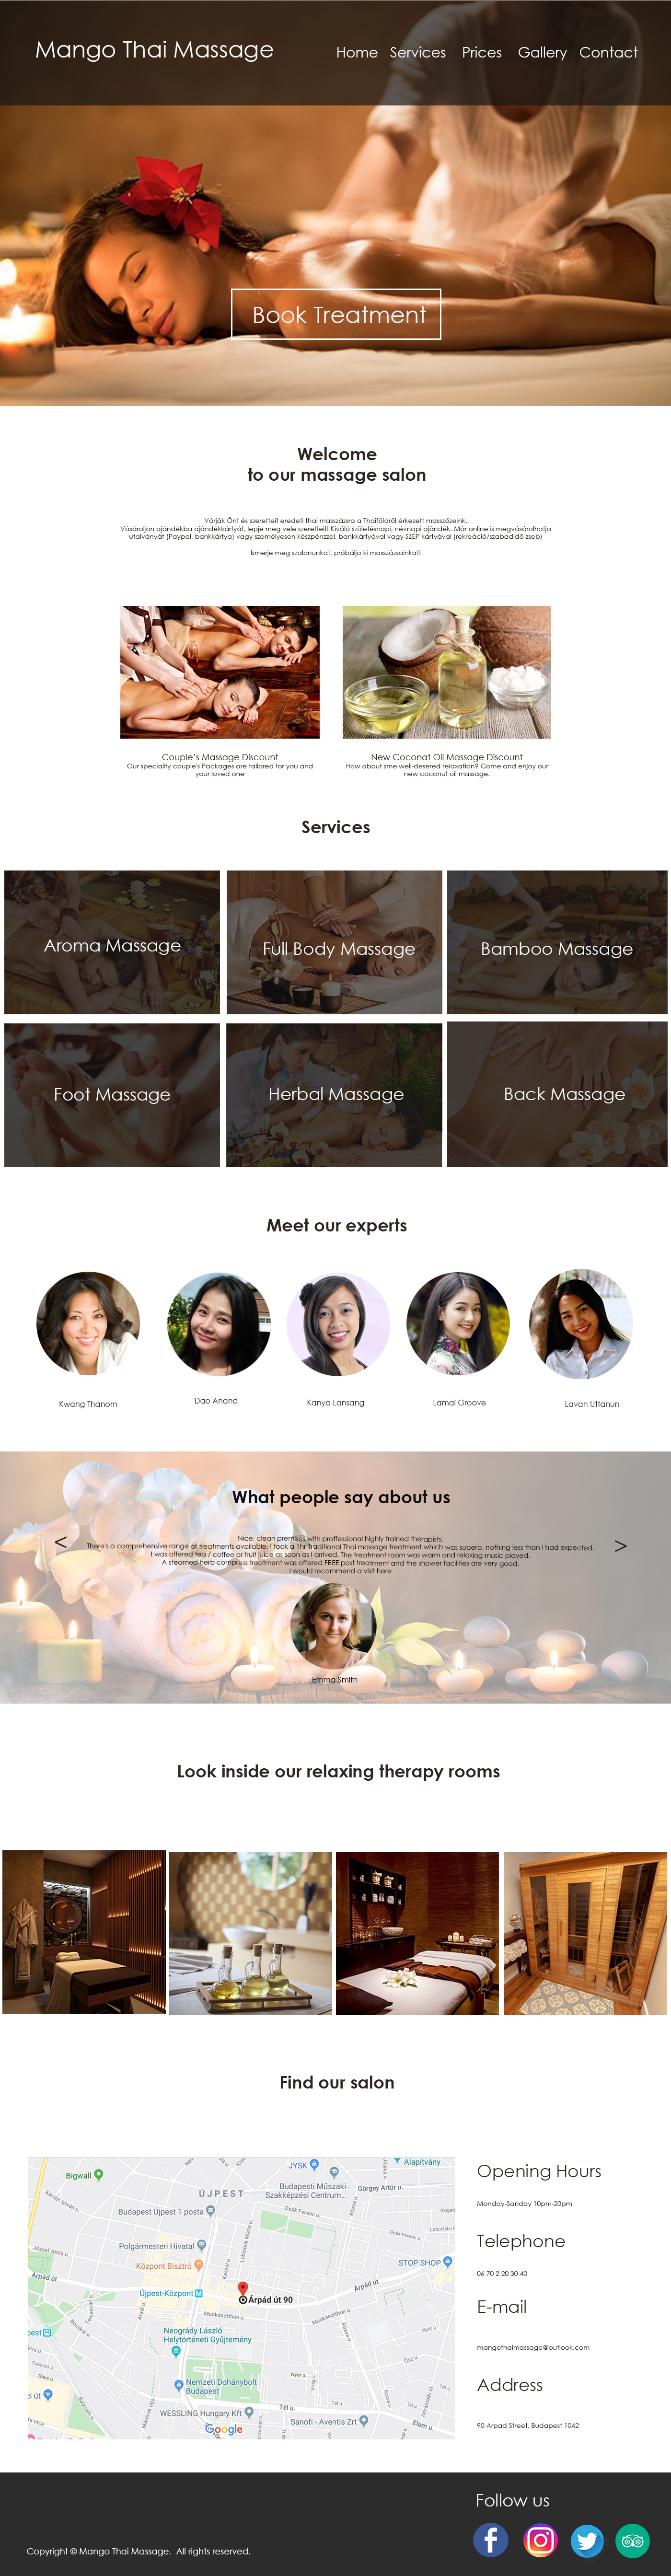 Mango Thai Massage
Home Services Prices Gallery Contact
Book Treatment
Welcome
to our massage salon
Várják Önt és szeretteit eredeti thai masszázsra a Thaiföldről érkezett masszőzeink.
Vásároljon ajándékba ajándékkártyát, lepje meg vele szeretteit! Kíváló születésnapi, névnapi ajándék. Már online is megvásárolhatja
utalványát (Paypal, bankkártya) vagy személyesen készpénzzel, bankkártyával vagy SZÉP kártyával (rekreáció/szabadidő zseb)
Ismerje meg szalonunkat, próbálja ki masszázsainkat!
Couple's Massage Discount
Our speciality couple's Packages are tailored for you and
your loved one
New Coconat Oil Massage Discount
How about sme well-desered relaxation? Come and enjoy our
new coconut oil massage.
Services
Aroma Massage
Full Body Massage
Bamboo Massage
Foot Massage
Herbal Massage
Back Massage
Meet our experts
Kwang Thanom
Dao Anand
Kanya Lansang
Lamai Groove
Lavan Uttanun
What people say about us
< >
Nice, clean premises with professional highly trained therapists.
There's a comprehensive range of treatments available. I took a Thr Traditional Thai massage treatment which was superb, nothing less than I had expected.
I was offered tea / coffee or fruit juice as soon as I arrived. The treatment room was warm and relaxing music played.
A steamed herb compress treatment was offered FREE post treatment and the shower facilities are very good.
I would recommend a visit here
Emma Smith
Look inside our relaxing therapy rooms
Find our salon
Bigwall
JYSK
Alapítvány
ÚJPEST
Budapesti Műszaki
Szakképzési Centrum...
Görgey Artúr u.
Budapest Újpest 1 posta
Deák Ferenc u.
Polgármesteri Hivatal
Központ Bisztró
STOP SHOP
Újpest-Központ
Árpád út
Árpád út 90
Árpád út
Munkásotthon u.
Munkásotthon u.
Neogrády László
Helytörténeti Gyűjtemény
Nyár u.
Nemzeti Dohánybolt
Budapest
Tél u.
WESSLING Hungary Kft
Sanofi - Aventis Zrt
Elem u.
Google
Opening Hours
Monday-Sanday 10pm-20pm
Telephone
06 70 2 20 30 40
E-mail
mangothaimassage@outlook.com
Address
90 Arpad Street, Budapest 1042
Follow us
Copyright © Mango Thai Massage. All rights reserved.